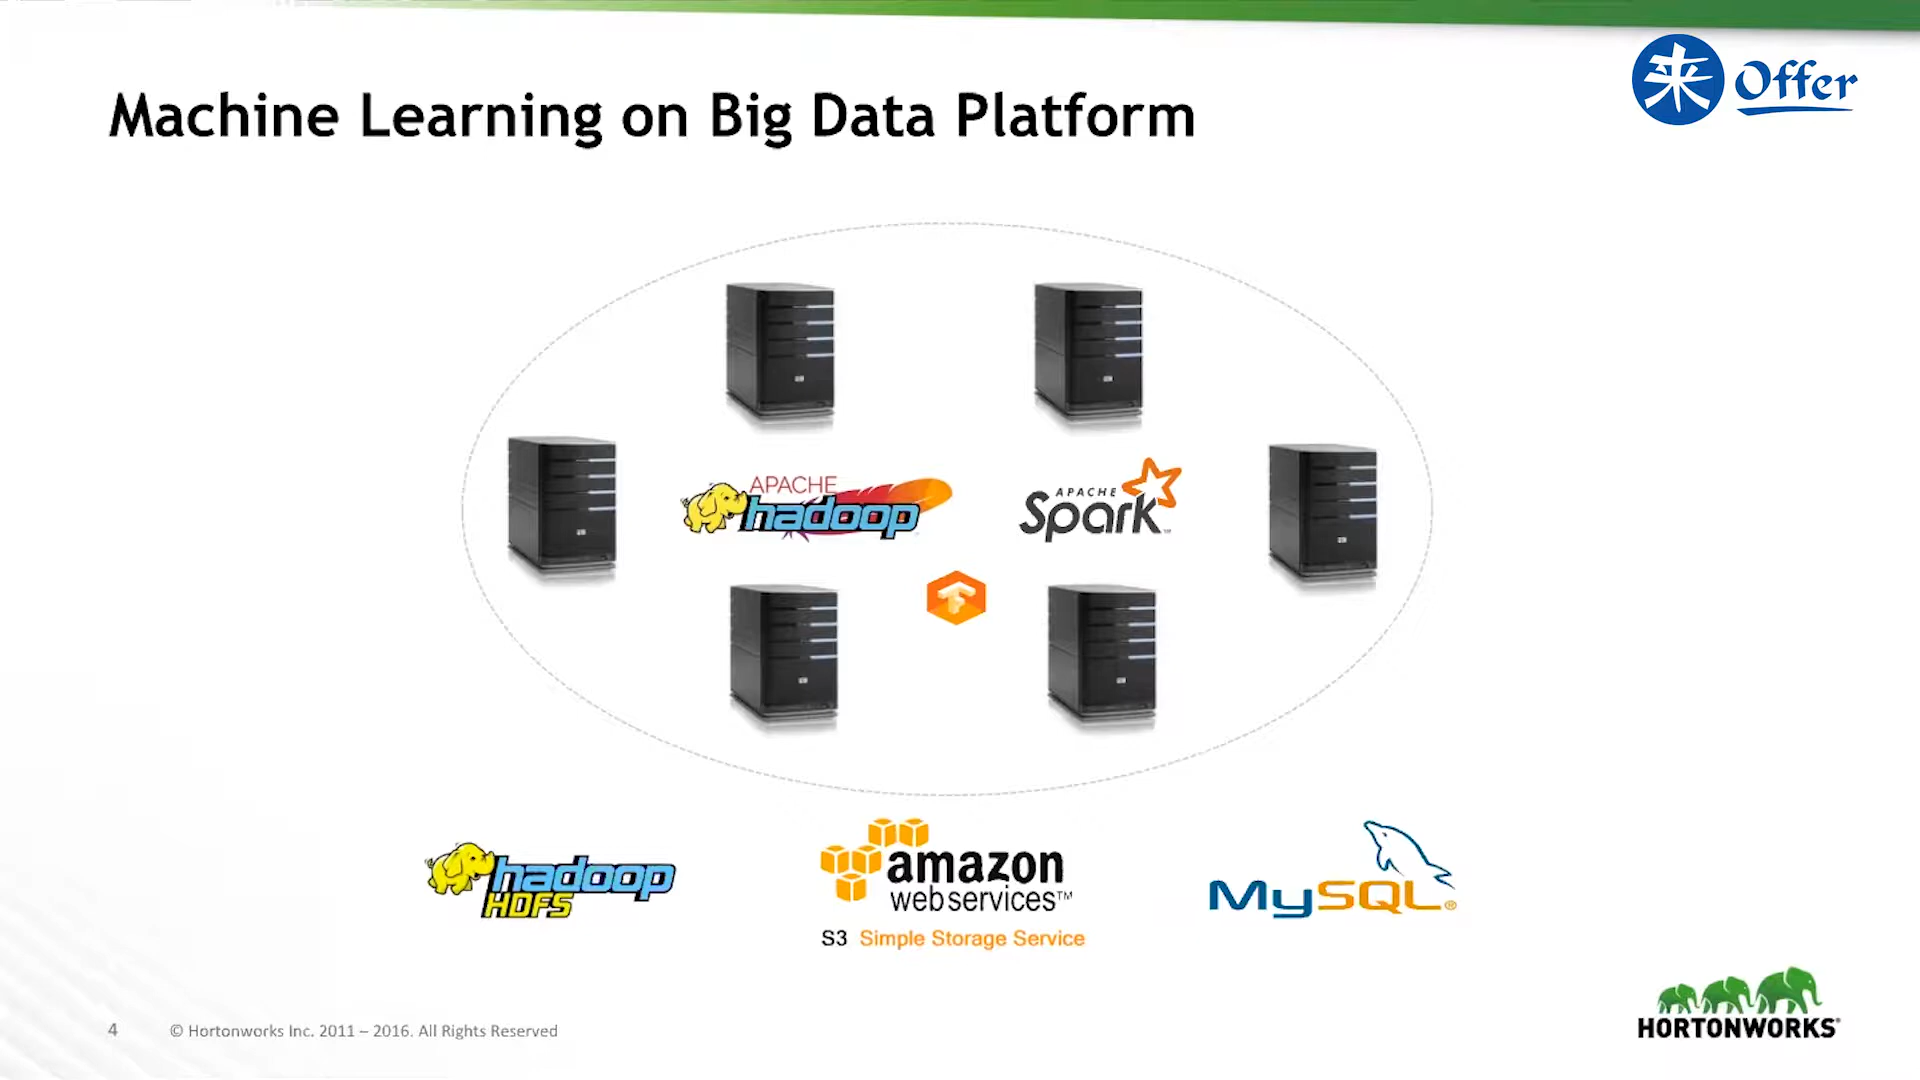 来 Offer
Machine Learning on Big Data Platform
APACHE
hadoop
APACHE
Spark™
hadoop
HDFS
amazon
webservices™
S3 Simple Storage Service
MySQL®
4
© Hortonworks Inc. 2011 – 2016. All Rights Reserved
HORTONWORKS®